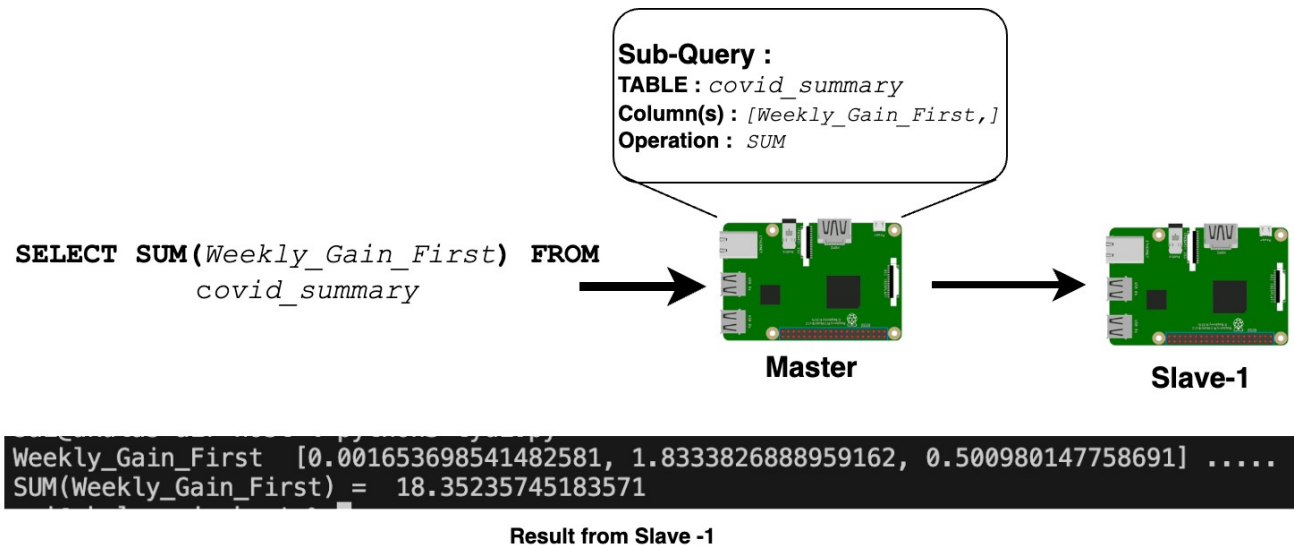 Sub-Query :
TABLE : covid_summary
Column(s) : [Weekly_Gain_First,]
Operation : SUM
SELECT SUM(Weekly_Gain_First) FROM
covid_summary
Master
Slave-1
Weekly_Gain_First [0.001653698541482581, 1.8333826888959162, 0.500980147758691] .....
SUM(Weekly_Gain_First) = 18.35235745183571
Result from Slave -1